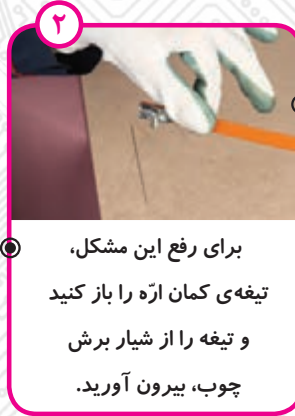 ۲
برای رفع این مشکل،
تیغه‌ی کمان ارّه را باز کنید
و تیغه را از شیار برش
چوب، بیرون آورید.